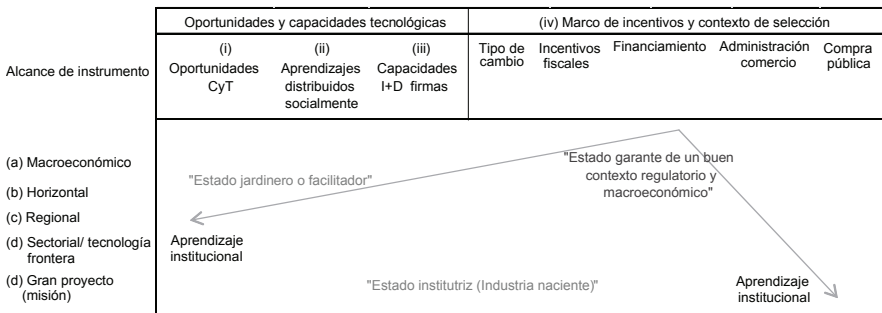 Oportunidades y capacidades tecnológicas
(iv) Marco de incentivos y contexto de selección
Alcance de instrumento
(i)
Oportunidades
CyT
(ii)
Aprendizajes
distribuidos
socialmente
(iii)
Capacidades
I+D firmas
Tipo de
cambio
Incentivos
fiscales
Financiamiento
Administración
comercio
Compra
pública
(a) Macroeconómico
(b) Horizontal
(c) Regional
(d) Sectorial/ tecnología
frontera
(d) Gran proyecto
(misión)
"Estado jardinero o facilitador"
"Estado garante de un buen
contexto regulatorio y
macroeconómico"
Aprendizaje
institucional
"Estado institutriz (Industria naciente)"
Aprendizaje
institucional